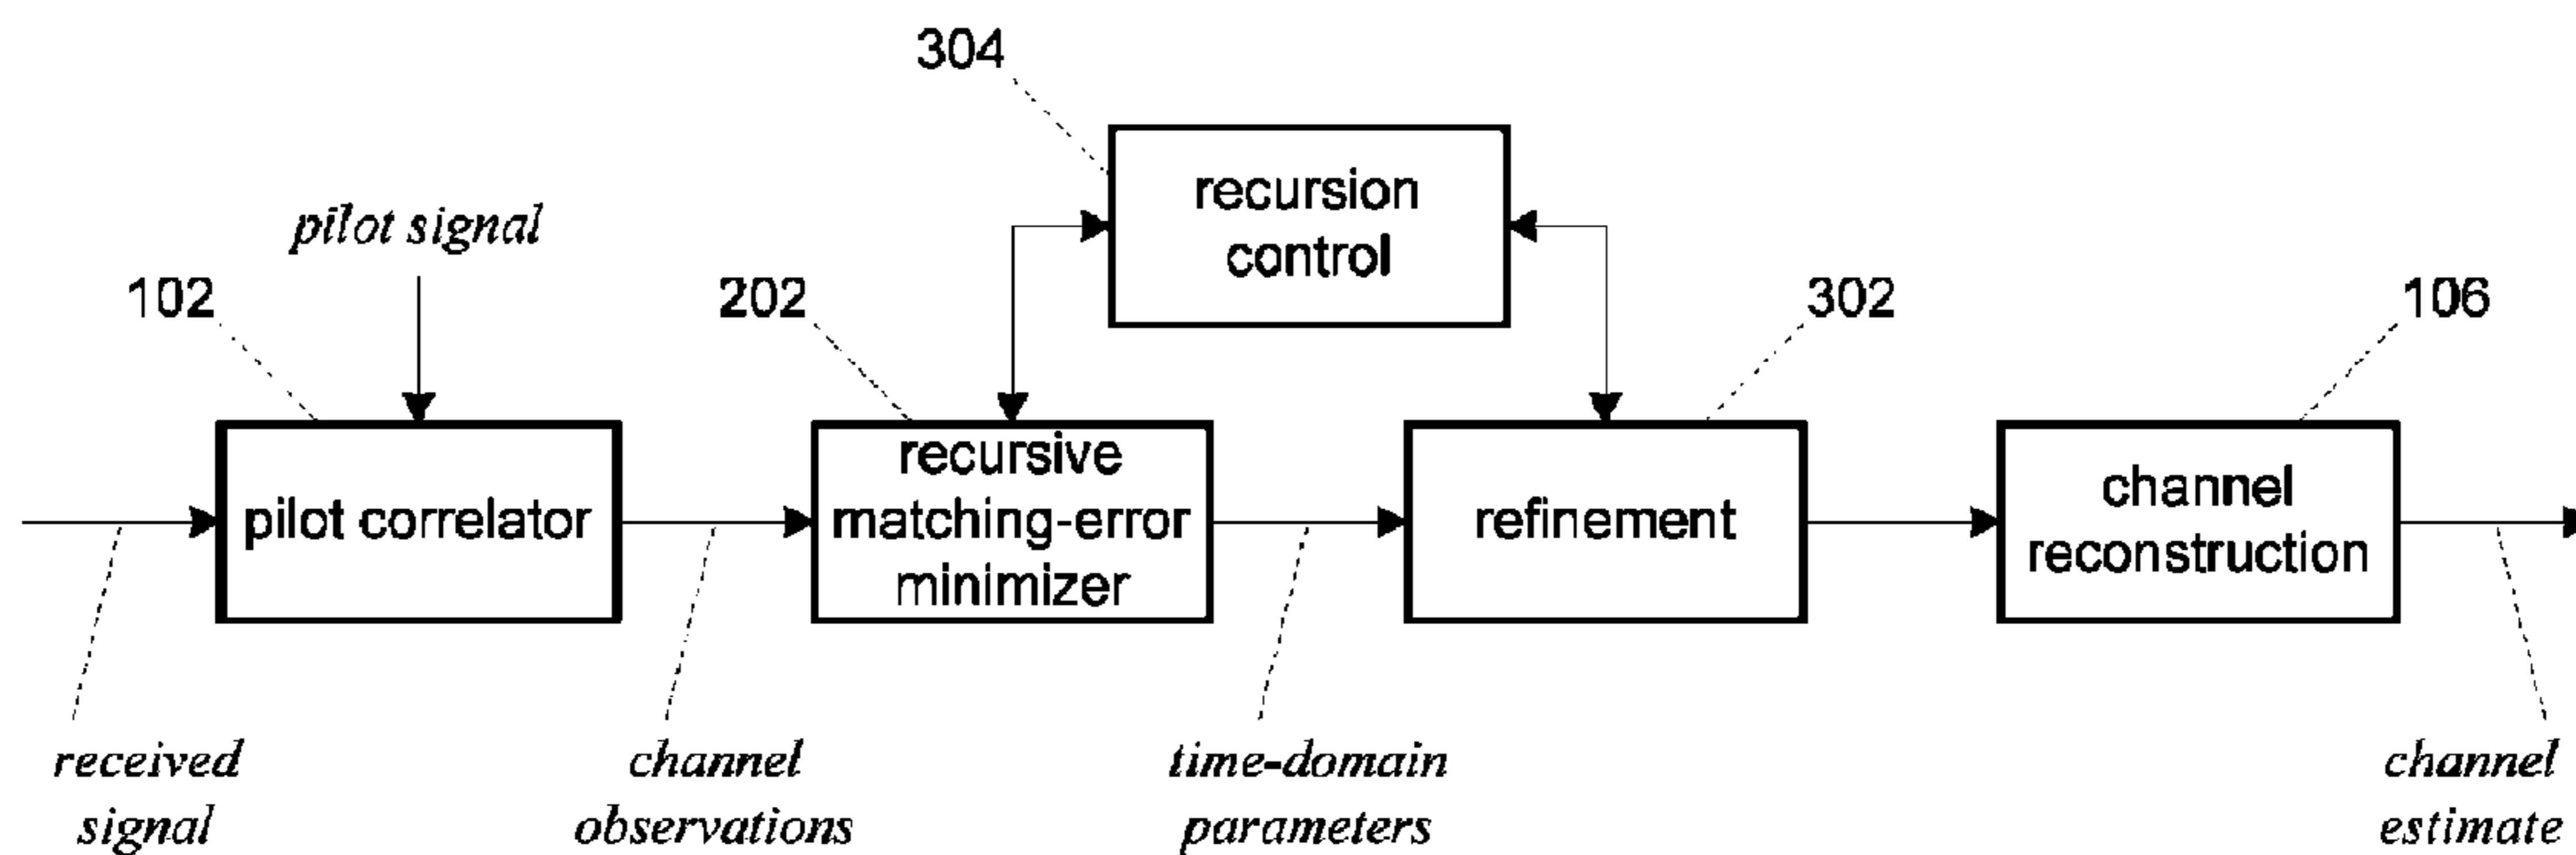 304
recursion
control
pilot signal
102
202
302
106
pilot correlator
recursive
matching-error
minimizer
refinement
channel
reconstruction
received
signal
channel
observations
time-domain
parameters
channel
estimate